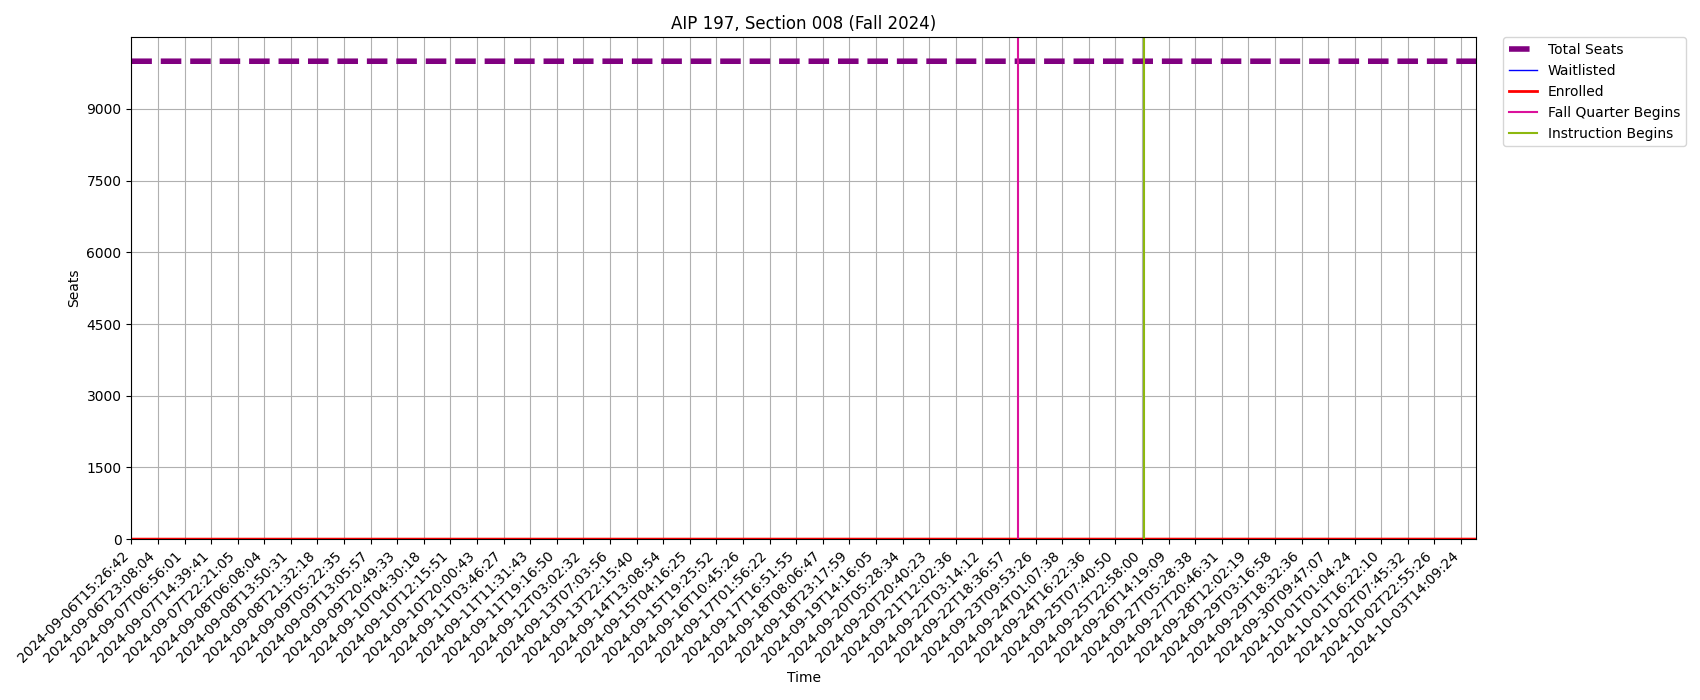 AIP 197, Section 008 (Fall 2024)
Total Seats
Waitlisted
Enrolled
Fall Quarter Begins
Instruction Begins
9000
7500
6000
4500
3000
1500
0
Seats
2024-09-06T15:26:42
2024-09-06T23:08:04
2024-09-07T06:56:01
2024-09-07T14:39:41
2024-09-07T22:21:05
2024-09-08T06:08:04
2024-09-08T13:50:31
2024-09-08T21:32:18
2024-09-09T05:22:35
2024-09-09T13:05:57
2024-09-09T20:49:33
2024-09-10T04:30:18
2024-09-10T12:15:51
2024-09-10T20:00:43
2024-09-11T03:46:27
2024-09-11T11:31:43
2024-09-11T19:16:50
2024-09-12T03:02:32
2024-09-13T07:03:56
2024-09-13T22:15:40
2024-09-14T13:08:54
2024-09-15T04:16:25
2024-09-15T19:25:52
2024-09-16T10:45:26
2024-09-17T01:56:22
2024-09-17T16:51:55
2024-09-18T08:06:47
2024-09-18T23:17:59
2024-09-19T14:16:05
2024-09-20T05:28:34
2024-09-20T20:40:23
2024-09-21T12:02:36
2024-09-22T03:14:12
2024-09-22T18:36:57
2024-09-23T09:53:26
2024-09-24T01:07:38
2024-09-24T16:22:36
2024-09-25T07:40:50
2024-09-25T22:58:00
2024-09-26T14:19:09
2024-09-27T05:28:38
2024-09-27T20:46:31
2024-09-28T12:02:19
2024-09-29T03:16:58
2024-09-29T18:32:36
2024-09-30T09:47:07
2024-10-01T01:04:24
2024-10-01T16:22:10
2024-10-02T07:45:32
2024-10-02T22:55:26
2024-10-03T14:09:24
Time